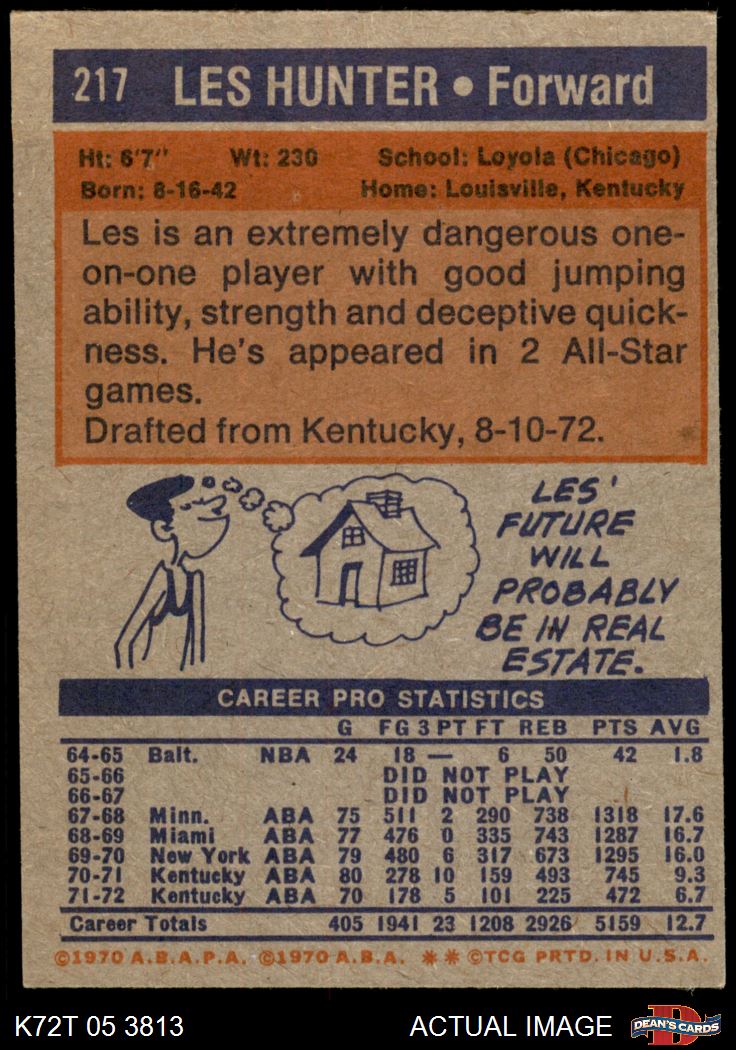 217 LES HUNTER • Forward
Ht: 6'7" Wt: 230 School: Loyola (Chicago)
Born: 8-16-42 Home: Louisville, Kentucky
Les is an extremely dangerous one-
on-one player with good jumping
ability, strength and deceptive quick-
ness. He's appeared in 2 All-Star
games.
Drafted from Kentucky, 8-10-72.
LES'
FUTURE
WILL
PROBABLY
BE IN REAL
ESTATE.
CAREER PRO STATISTICS
G FG 3PT FT REB PTS AVG
64-65 Balt. NBA 24 18 — 6 50 42 1.8
65-66 DID NOT PLAY
66-67 DID NOT PLAY
67-68 Minn. ABA 75 511 2 290 738 1318 17.6
68-69 Miami ABA 77 476 0 335 743 1287 16.7
69-70 New York ABA 79 480 6 317 673 1295 16.0
70-71 Kentucky ABA 80 278 10 159 493 745 9.3
71-72 Kentucky ABA 70 178 5 101 225 472 6.7
Career Totals 405 1941 23 1208 2926 5159 12.7
©1970 A.B.A.P.A. ©1970 A.B.A. ** ©TCG PRTD. IN U.S.A.
K72T 05 3813 ACTUAL IMAGE D DEAN'S CARDS